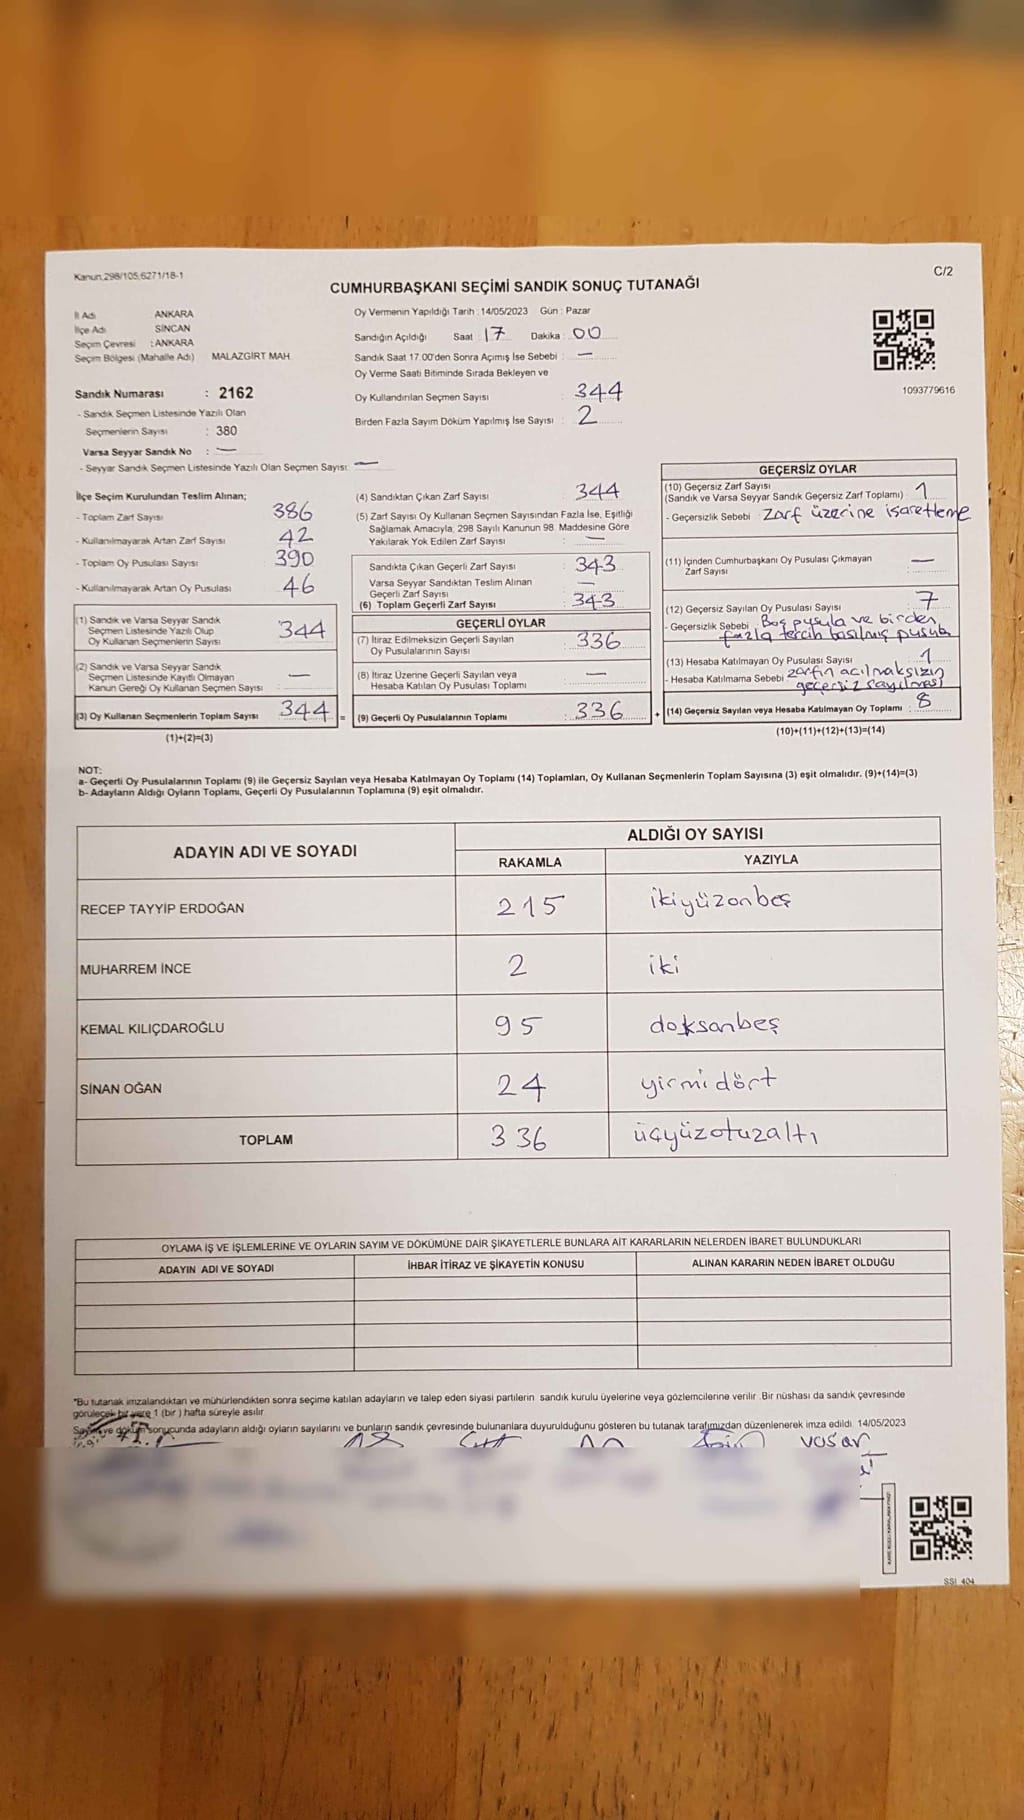 Kanun.298/105,6271/18-1
C/2
CUMHURBAŞKANI SEÇİMİ SANDIK SONUÇ TUTANAĞI
İl Adı ANKARA
İlçe Adı SİNCAN
Seçim Çevresi : ANKARA
Seçim Bölgesi (Mahalle Adı) MALAZGİRT MAH.
Sandık Numarası : 2162
- Sandık Seçmen Listesinde Yazılı Olan
Seçmenlerin Sayısı : 380
Varsa Seyyar Sandık No : —
- Seyyar Sandık Seçmen Listesinde Yazılı Olan Seçmen Sayısı: —
Oy Vermenin Yapıldığı Tarih : 14/05/2023 Gün : Pazar
Sandığın Açıldığı Saat : 17 Dakika : 00
Sandık Saat 17.00'den Sonra Açımış İse Sebebi : —
Oy Verme Saati Bitiminde Sırada Bekleyen ve
Oy Kullandırılan Seçmen Sayısı : 344
Birden Fazla Sayım Döküm Yapılmış İse Sayısı : 2
1093779616
İlçe Seçim Kurulundan Teslim Alınan;
- Toplam Zarf Sayısı 386
- Kullanılmayarak Artan Zarf Sayısı 42
- Toplam Oy Pusulası Sayısı 390
- Kullanılmayarak Artan Oy Pusulası 46
(1) Sandık ve Varsa Seyyar Sandık
Seçmen Listesinde Yazılı Olup
Oy Kullanan Seçmenlerin Sayısı : 344
(2) Sandık ve Varsa Seyyar Sandık
Seçmen Listesinde Kayıtlı Olmayan
Kanun Gereği Oy Kullanan Seçmen Sayısı : —
(3) Oy Kullanan Seçmenlerin Toplam Sayısı : 344 =
(1)+(2)=(3)
(4) Sandıktan Çıkan Zarf Sayısı : 344
(5) Zarf Sayısı Oy Kullanan Seçmen Sayısından Fazla İse, Eşitliği
Sağlamak Amacıyla, 298 Sayılı Kanunun 98. Maddesine Göre
Yakılarak Yok Edilen Zarf Sayısı : —
Sandıkta Çıkan Geçerli Zarf Sayısı : 343
Varsa Seyyar Sandıktan Teslim Alınan
Geçerli Zarf Sayısı : —
(6) Toplam Geçerli Zarf Sayısı : 343
GEÇERLİ OYLAR
(7) İtiraz Edilmeksizin Geçerli Sayılan
Oy Pusulalarının Sayısı : 336
(8) İtiraz Üzerine Geçerli Sayılan veya
Hesaba Katılan Oy Pusulası Toplamı : —
(9) Geçerli Oy Pusulalarının Toplamı : 336 +
GEÇERSİZ OYLAR
(10) Geçersiz Zarf Sayısı
(Sandık ve Varsa Seyyar Sandık Geçersiz Zarf Toplamı) : 1
- Geçersizlik Sebebi : Zarf üzerine işaretleme
(11) İçinden Cumhurbaşkanı Oy Pusulası Çıkmayan
Zarf Sayısı : —
(12) Geçersiz Sayılan Oy Pusulası Sayısı : 7
- Geçersizlik Sebebi : Boş pusula ve birden
fazla tercih basılmış pusula
(13) Hesaba Katılmayan Oy Pusulası Sayısı : 1
- Hesaba Katılmama Sebebi : zarfın açılmaksızın
geçersiz sayılması
(14) Geçersiz Sayılan veya Hesaba Katılmayan Oy Toplamı : 8
(10)+(11)+(12)+(13)=(14)
NOT:
a- Geçerli Oy Pusulalarının Toplamı (9) ile Geçersiz Sayılan veya Hesaba Katılmayan Oy Toplamı (14) Toplamları, Oy Kullanan Seçmenlerin Toplam Sayısına (3) eşit olmalıdır. (9)+(14)=(3)
b- Adayların Aldığı Oyların Toplamı, Geçerli Oy Pusulalarının Toplamına (9) eşit olmalıdır.
ADAYIN ADI VE SOYADI ALDIĞI OY SAYISI
RAKAMLA YAZIYLA
RECEP TAYYİP ERDOĞAN 215 ikiyüzonbeş
MUHARREM İNCE 2 iki
KEMAL KILIÇDAROĞLU 95 doksanbeş
SİNAN OĞAN 24 yirmidört
TOPLAM 336 üçyüzotuzaltı
OYLAMA İŞ VE İŞLEMLERİNE VE OYLARIN SAYIM VE DÖKÜMÜNE DAİR ŞİKAYETLERLE BUNLARA AİT KARARLARIN NELERDEN İBARET BULUNDUKLARI
ADAYIN ADI VE SOYADI İHBAR İTİRAZ VE ŞİKAYETİN KONUSU ALINAN KARARIN NEDEN İBARET OLDUĞU
*Bu tutanak imzalandıktan ve mühürlendikten sonra seçime katılan adayların ve talep eden siyasi partilerin sandık kurulu üyelerine veya gözlemcilerine verilir. Bir nüshası da sandık çevresinde
görülecek bir yere 1 (bir ) hafta süreyle asılır.
Sayım ve döküm sonucunda adayların aldığı oyların sayılarını ve bunların sandık çevresinde bulunanlara duyurulduğunu gösteren bu tutanak tarafımızdan düzenlenerek imza edildi. 14/05/2023
SSİ 404